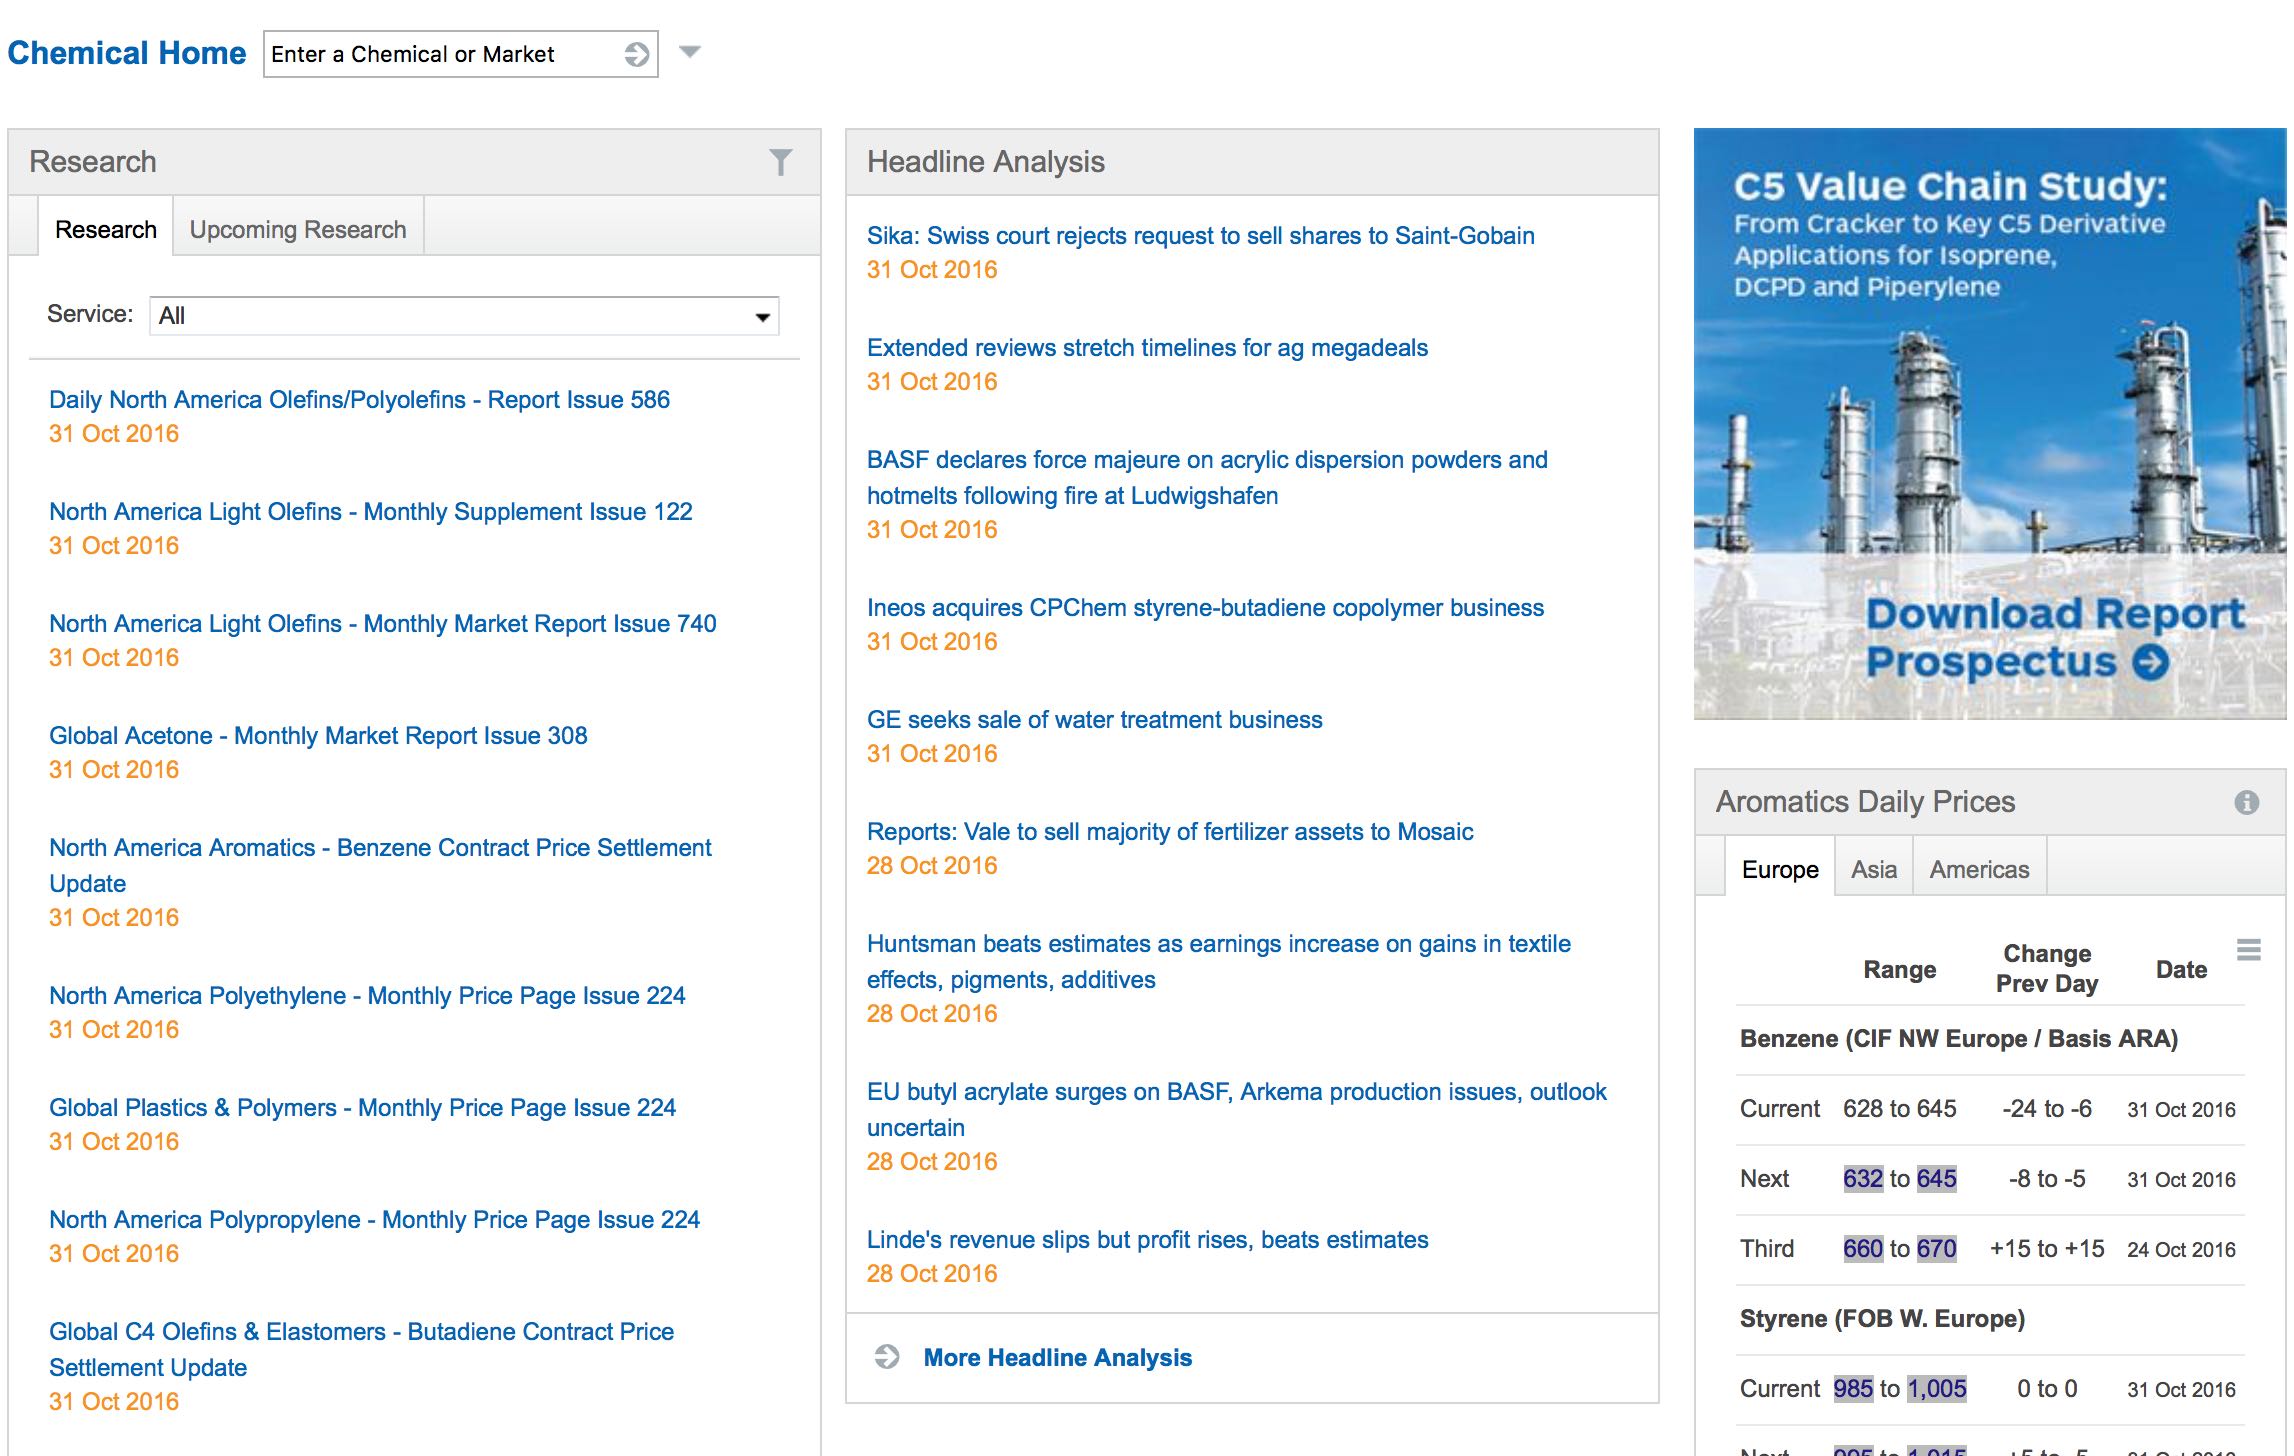 Chemical Home
Enter a Chemical or Market
Research
Research
Upcoming Research
Service:
All
Daily North America Olefins/Polyolefins - Report Issue 586
31 Oct 2016
North America Light Olefins - Monthly Supplement Issue 122
31 Oct 2016
North America Light Olefins - Monthly Market Report Issue 740
31 Oct 2016
Global Acetone - Monthly Market Report Issue 308
31 Oct 2016
North America Aromatics - Benzene Contract Price Settlement
Update
31 Oct 2016
North America Polyethylene - Monthly Price Page Issue 224
31 Oct 2016
Global Plastics & Polymers - Monthly Price Page Issue 224
31 Oct 2016
North America Polypropylene - Monthly Price Page Issue 224
31 Oct 2016
Global C4 Olefins & Elastomers - Butadiene Contract Price
Settlement Update
31 Oct 2016
Headline Analysis
Sika: Swiss court rejects request to sell shares to Saint-Gobain
31 Oct 2016
Extended reviews stretch timelines for ag megadeals
31 Oct 2016
BASF declares force majeure on acrylic dispersion powders and
hotmelts following fire at Ludwigshafen
31 Oct 2016
Ineos acquires CPChem styrene-butadiene copolymer business
31 Oct 2016
GE seeks sale of water treatment business
31 Oct 2016
Reports: Vale to sell majority of fertilizer assets to Mosaic
28 Oct 2016
Huntsman beats estimates as earnings increase on gains in textile
effects, pigments, additives
28 Oct 2016
EU butyl acrylate surges on BASF, Arkema production issues, outlook
uncertain
28 Oct 2016
Linde's revenue slips but profit rises, beats estimates
28 Oct 2016
More Headline Analysis
C5 Value Chain Study:
From Cracker to Key C5 Derivative
Applications for Isoprene,
DCPD and Piperylene
Download Report
Prospectus
Aromatics Daily Prices
Europe Asia Americas
Range Change Prev Day Date
Benzene (CIF NW Europe / Basis ARA)
Current 628 to 645 -24 to -6 31 Oct 2016
Next 632 to 645 -8 to -5 31 Oct 2016
Third 660 to 670 +15 to +15 24 Oct 2016
Styrene (FOB W. Europe)
Current 985 to 1,005 0 to 0 31 Oct 2016